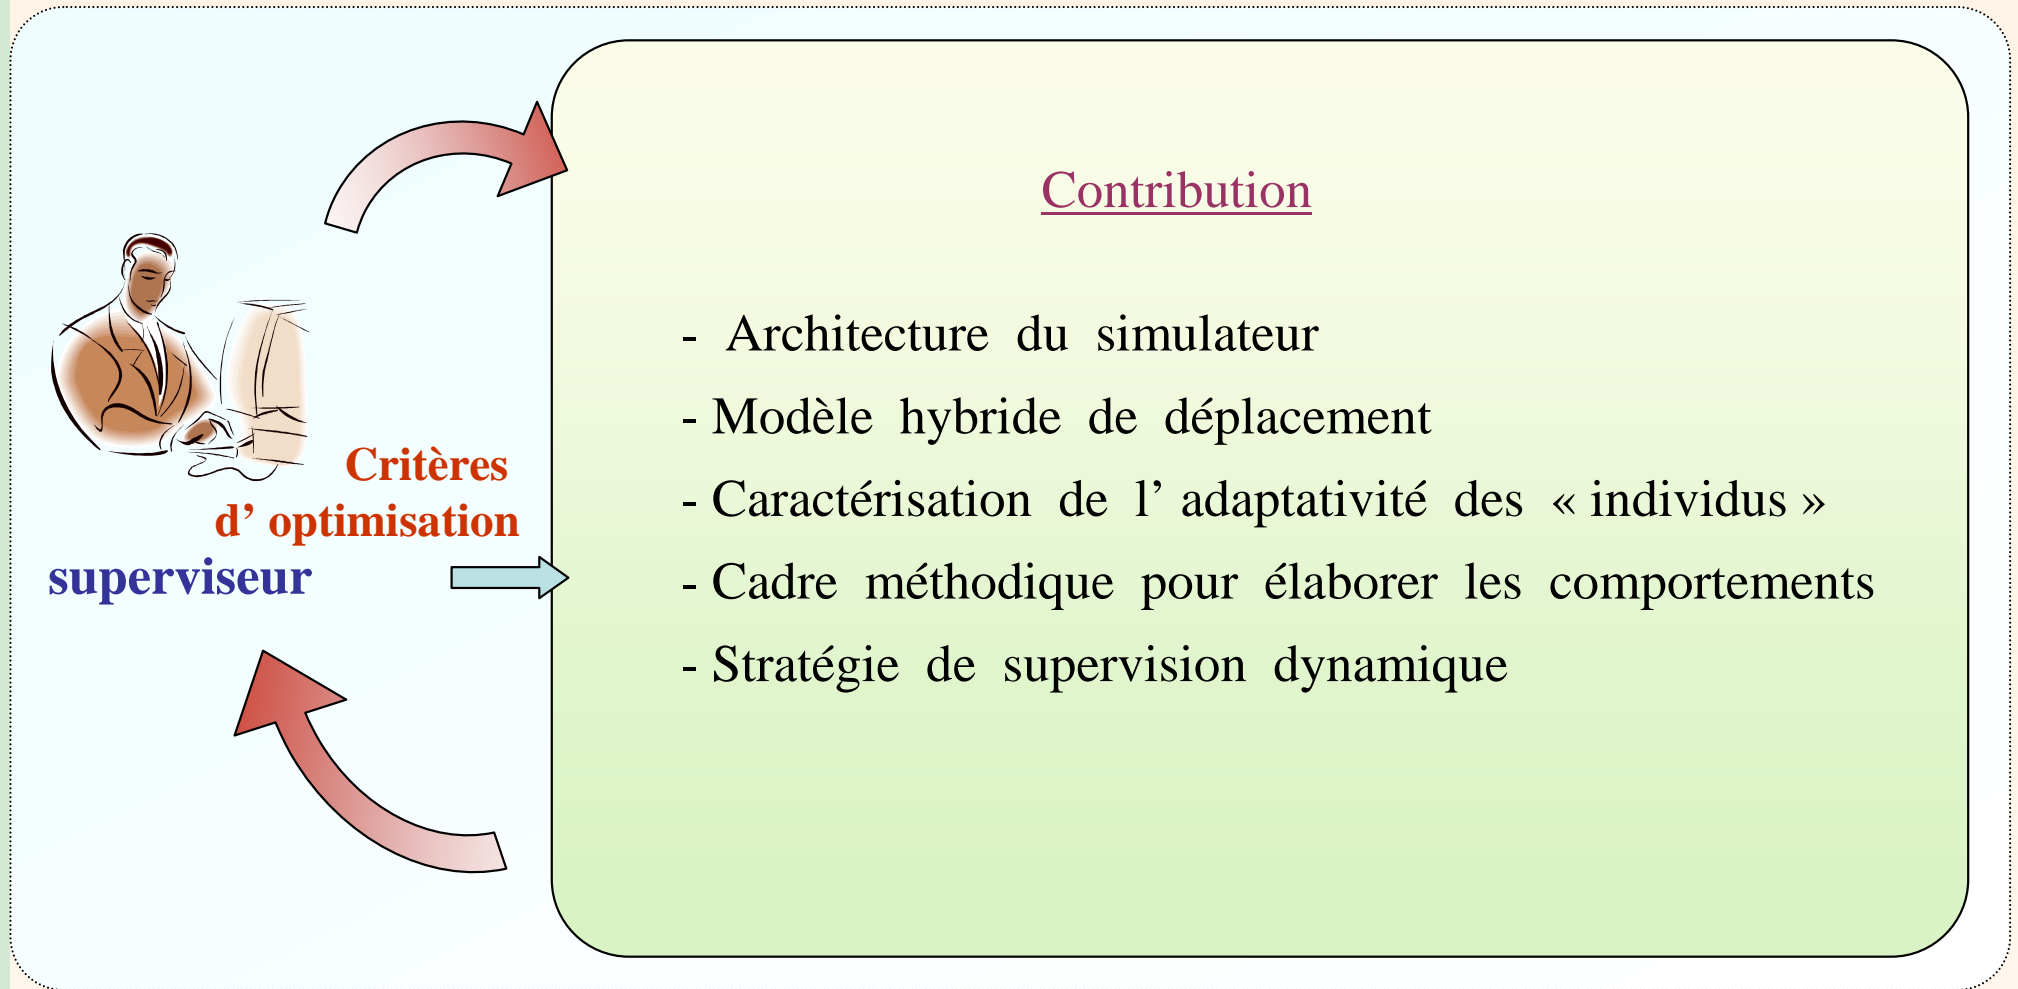 Contribution
- Architecture du simulateur
- Modèle hybride de déplacement
- Caractérisation de l’ adaptativité des « individus »
- Cadre méthodique pour élaborer les comportements
- Stratégie de supervision dynamique
Critères
d’ optimisation
superviseur